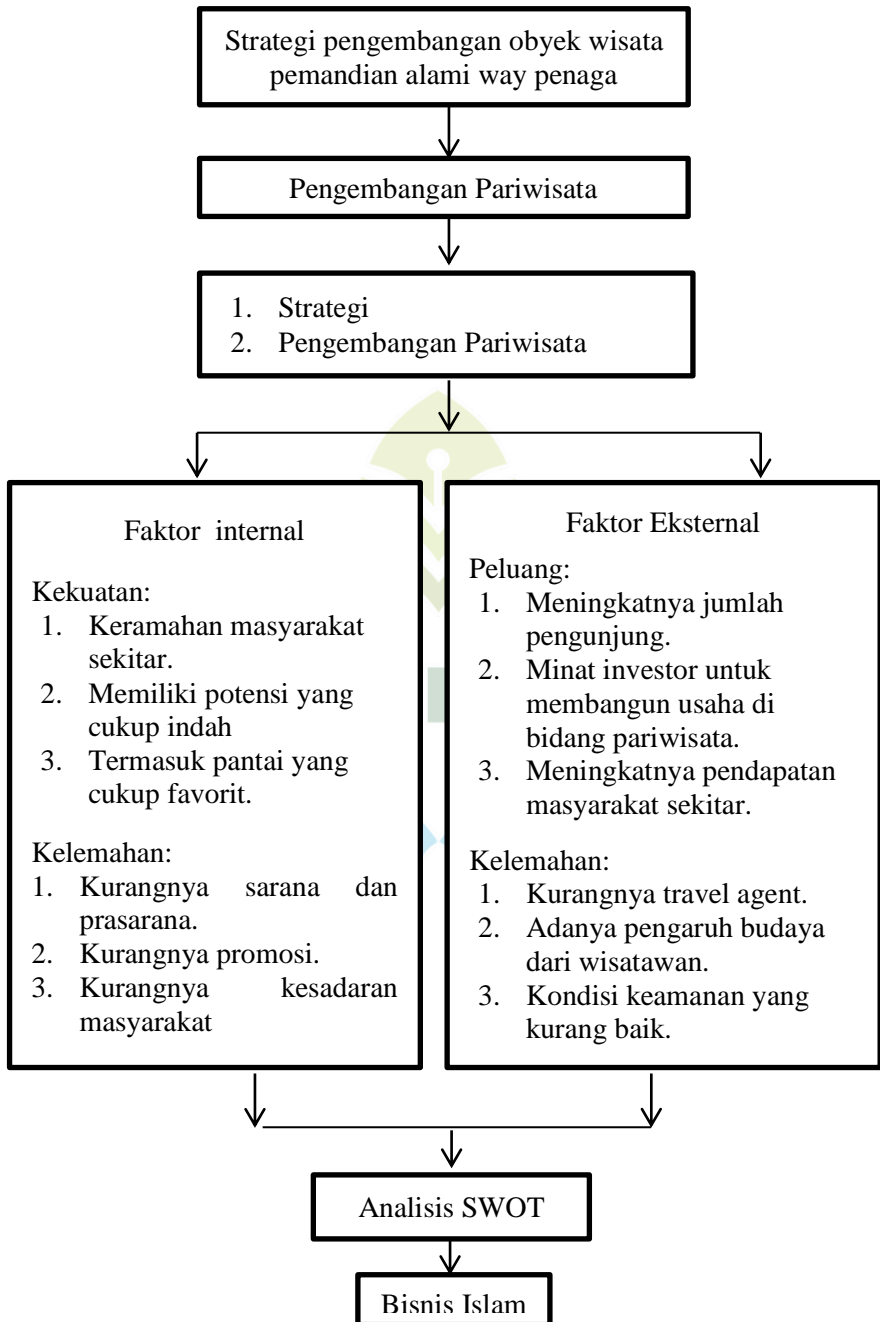 Strategi pengembangan obyek wisata
pemandian alami way penaga
Pengembangan Pariwisata
1. Strategi
2. Pengembangan Pariwisata
Faktor internal
Kekuatan:
1. Keramahan masyarakat
sekitar.
2. Memiliki potensi yang
cukup indah
3. Termasuk pantai yang
cukup favorit.
Kelemahan:
1. Kurangnya sarana dan
prasarana.
2. Kurangnya promosi.
3. Kurangnya kesadaran
masyarakat
Faktor Eksternal
Peluang:
1. Meningkatnya jumlah
pengunjung.
2. Minat investor untuk
membangun usaha di
bidang pariwisata.
3. Meningkatnya pendapatan
masyarakat sekitar.
Kelemahan:
1. Kurangnya travel agent.
2. Adanya pengaruh budaya
dari wisatawan.
3. Kondisi keamanan yang
kurang baik.
Analisis SWOT
Bisnis Islam